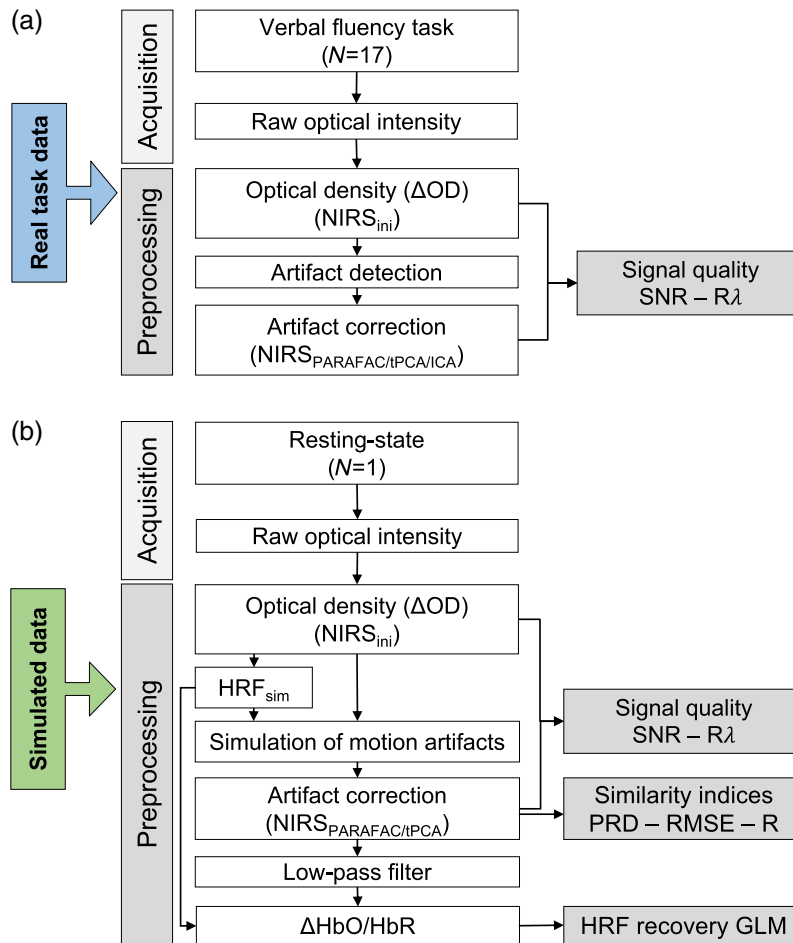 (a)
Real task data
Acquisition
Preprocessing
Verbal fluency task
(N=17)
Raw optical intensity
Optical density (ΔOD)
(NIRSini)
Artifact detection
Artifact correction
(NIRSPARAFAC/tPCA/ICA)
Signal quality
SNR – Rλ
(b)
Simulated data
Acquisition
Preprocessing
Resting-state
(N=1)
Raw optical intensity
Optical density (ΔOD)
(NIRSini)
HRFsim
Simulation of motion artifacts
Artifact correction
(NIRSPARAFAC/tPCA)
Low-pass filter
ΔHbO/HbR
Signal quality
SNR – Rλ
Similarity indices
PRD – RMSE – R
HRF recovery GLM